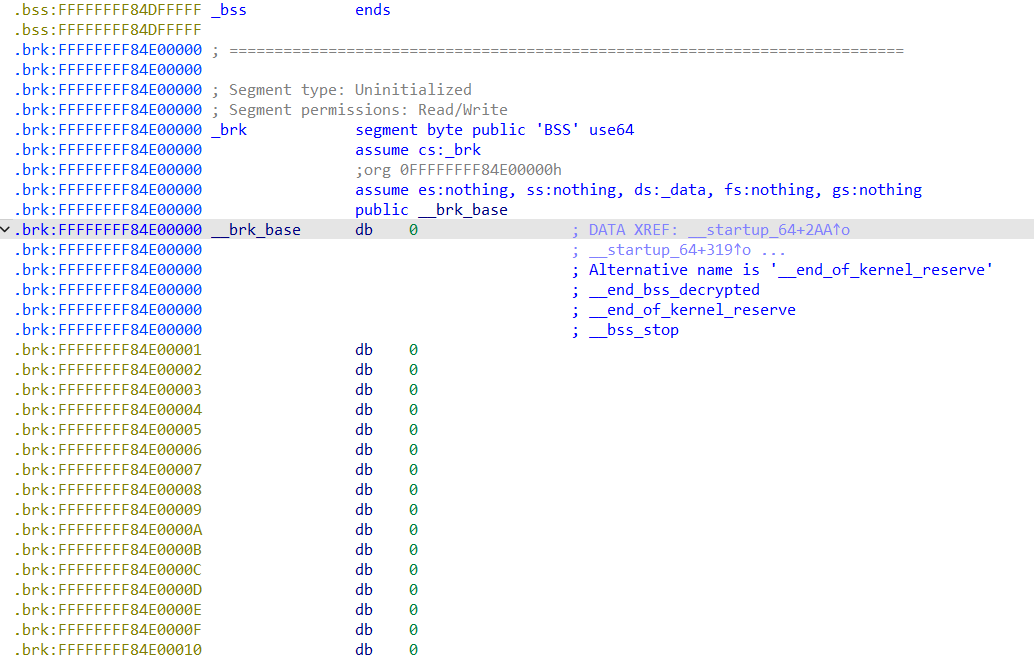 .bss:FFFFFFFF84DFFFFF _bss ends
.bss:FFFFFFFF84DFFFFF
.brk:FFFFFFFF84E00000 ; ===========================================================================
.brk:FFFFFFFF84E00000
.brk:FFFFFFFF84E00000 ; Segment type: Uninitialized
.brk:FFFFFFFF84E00000 ; Segment permissions: Read/Write
.brk:FFFFFFFF84E00000 _brk segment byte public 'BSS' use64
.brk:FFFFFFFF84E00000 assume cs:_brk
.brk:FFFFFFFF84E00000 ;org 0FFFFFFFF84E00000h
.brk:FFFFFFFF84E00000 assume es:nothing, ss:nothing, ds:_data, fs:nothing, gs:nothing
.brk:FFFFFFFF84E00000 public __brk_base
.brk:FFFFFFFF84E00000 __brk_base db 0 ; DATA XREF: __startup_64+2AA↑o
.brk:FFFFFFFF84E00000 ; __startup_64+319↑o ...
.brk:FFFFFFFF84E00000 ; Alternative name is '__end_of_kernel_reserve'
.brk:FFFFFFFF84E00000 ; __end_bss_decrypted
.brk:FFFFFFFF84E00000 ; __end_of_kernel_reserve
.brk:FFFFFFFF84E00000 ; __bss_stop
.brk:FFFFFFFF84E00001 db 0
.brk:FFFFFFFF84E00002 db 0
.brk:FFFFFFFF84E00003 db 0
.brk:FFFFFFFF84E00004 db 0
.brk:FFFFFFFF84E00005 db 0
.brk:FFFFFFFF84E00006 db 0
.brk:FFFFFFFF84E00007 db 0
.brk:FFFFFFFF84E00008 db 0
.brk:FFFFFFFF84E00009 db 0
.brk:FFFFFFFF84E0000A db 0
.brk:FFFFFFFF84E0000B db 0
.brk:FFFFFFFF84E0000C db 0
.brk:FFFFFFFF84E0000D db 0
.brk:FFFFFFFF84E0000E db 0
.brk:FFFFFFFF84E0000F db 0
.brk:FFFFFFFF84E00010 db 0